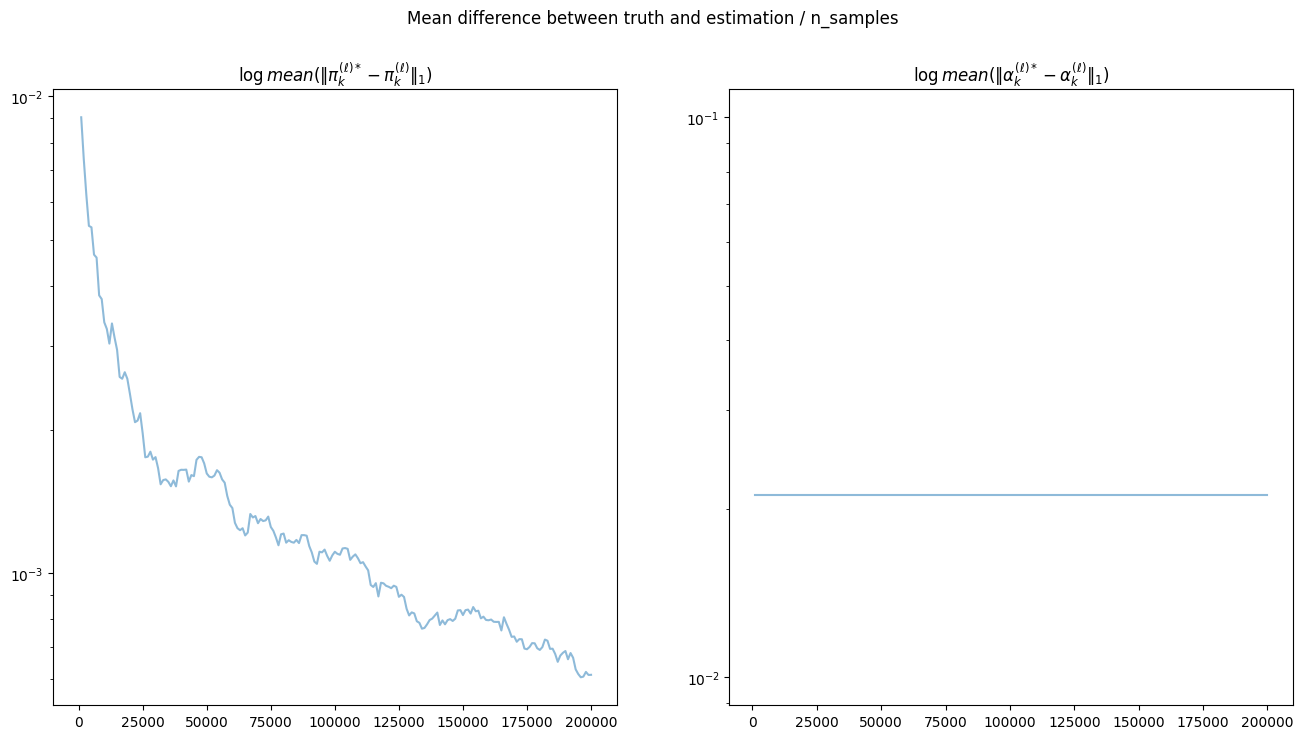 Mean difference between truth and estimation / n_samples
log mean(‖π_k^{(ℓ)*} − π_k^{(ℓ)}‖_1)
10^{-2}
10^{-3}
0 25000 50000 75000 100000 125000 150000 175000 200000
log mean(‖α_k^{(ℓ)*} − α_k^{(ℓ)}‖_1)
10^{-1}
10^{-2}
0 25000 50000 75000 100000 125000 150000 175000 200000